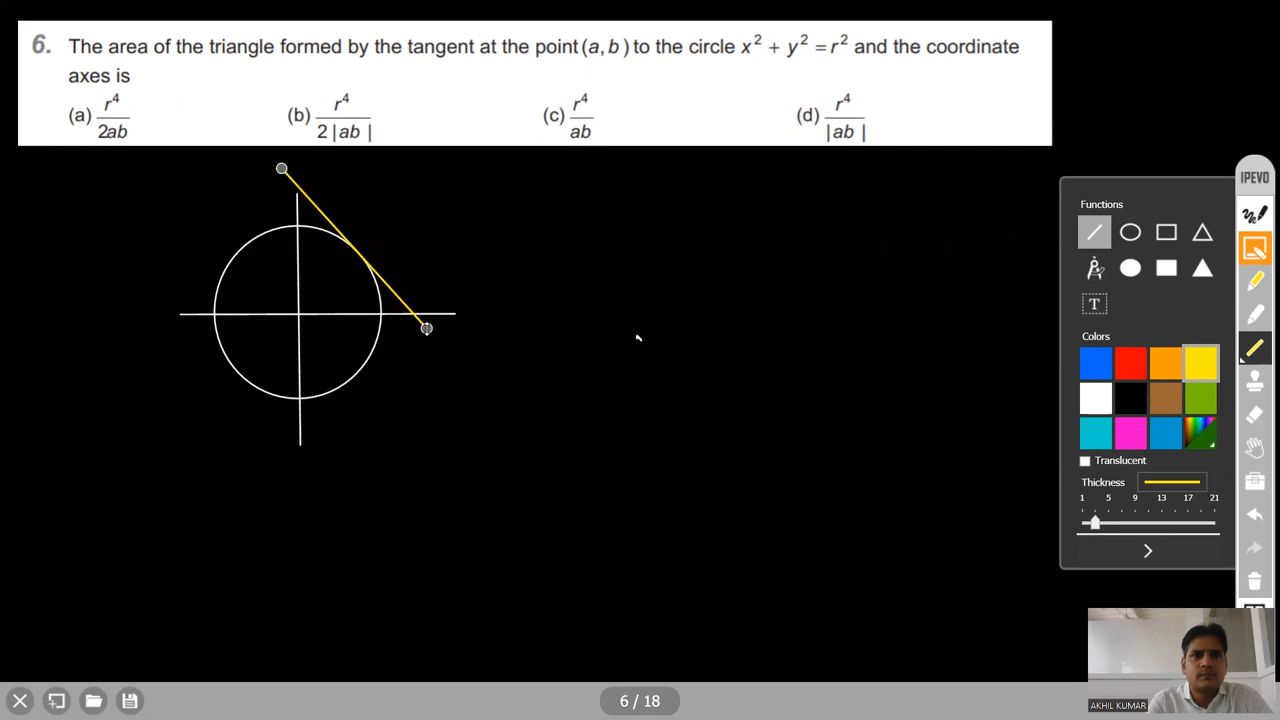 6. The area of the triangle formed by the tangent at the point (a, b) to the circle x² + y² = r² and the coordinate
axes is
(a) r⁴/2ab (b) r⁴/2|ab| (c) r⁴/ab (d) r⁴/|ab|
IPEVO
Functions
T
Colors
Translucent
Thickness
1 5 9 13 17 21
AKHIL KUMAR
6 / 18